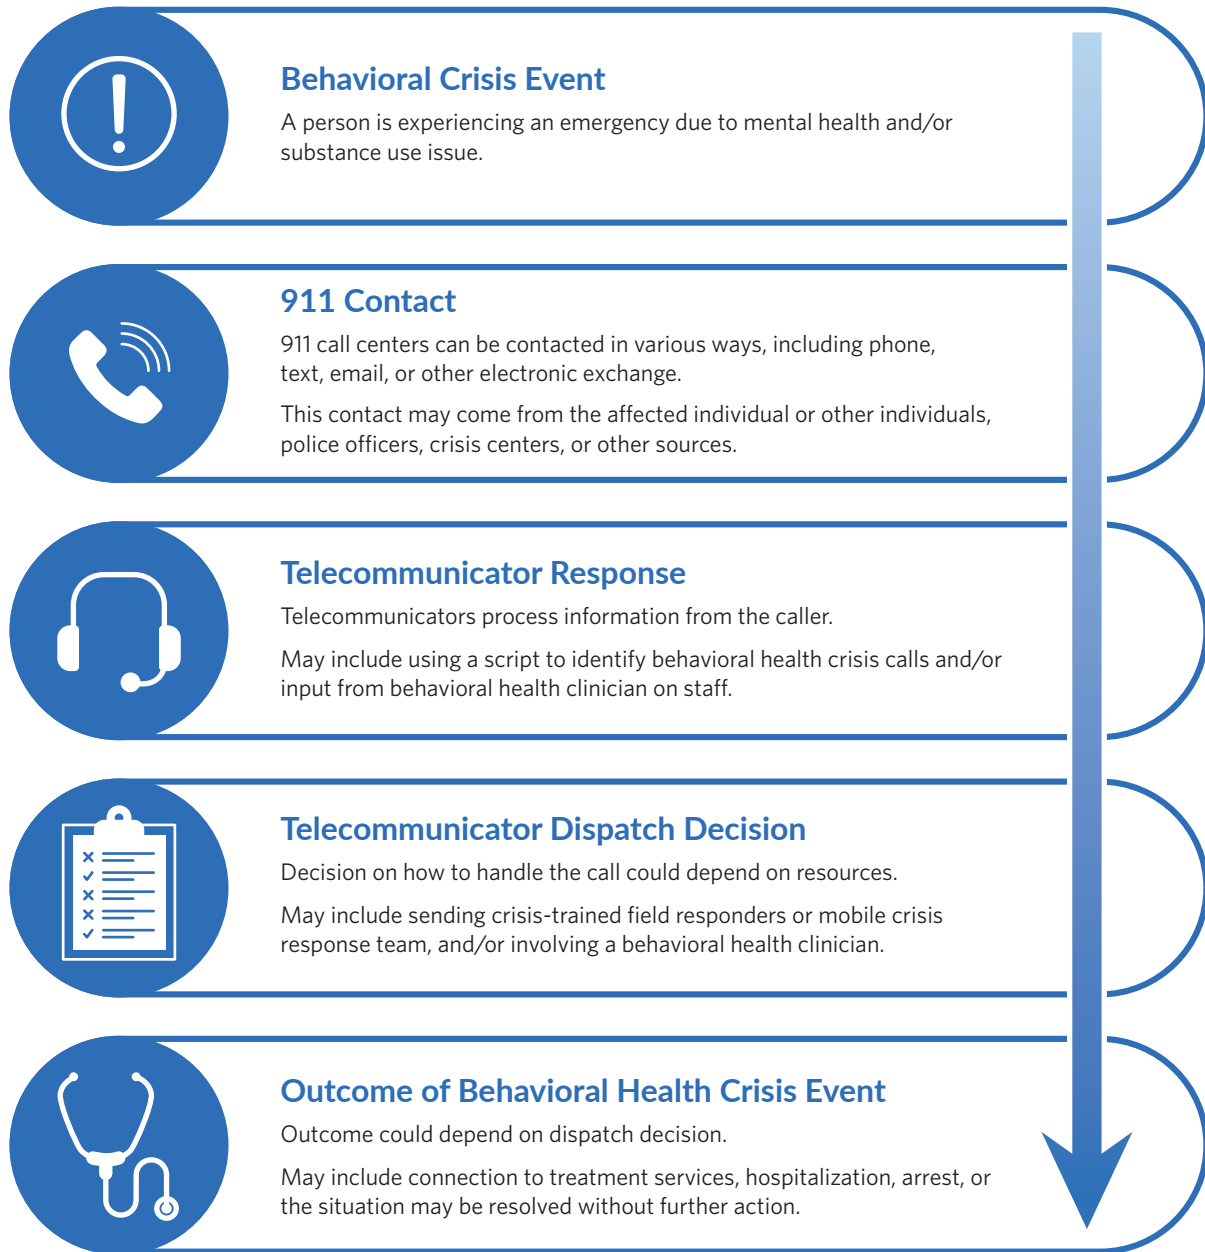 Behavioral Crisis Event
A person is experiencing an emergency due to mental health and/or
substance use issue.
911 Contact
911 call centers can be contacted in various ways, including phone,
text, email, or other electronic exchange.
This contact may come from the affected individual or other individuals,
police officers, crisis centers, or other sources.
Telecommunicator Response
Telecommunicators process information from the caller.
May include using a script to identify behavioral health crisis calls and/or
input from behavioral health clinician on staff.
Telecommunicator Dispatch Decision
Decision on how to handle the call could depend on resources.
May include sending crisis-trained field responders or mobile crisis
response team, and/or involving a behavioral health clinician.
Outcome of Behavioral Health Crisis Event
Outcome could depend on dispatch decision.
May include connection to treatment services, hospitalization, arrest, or
the situation may be resolved without further action.